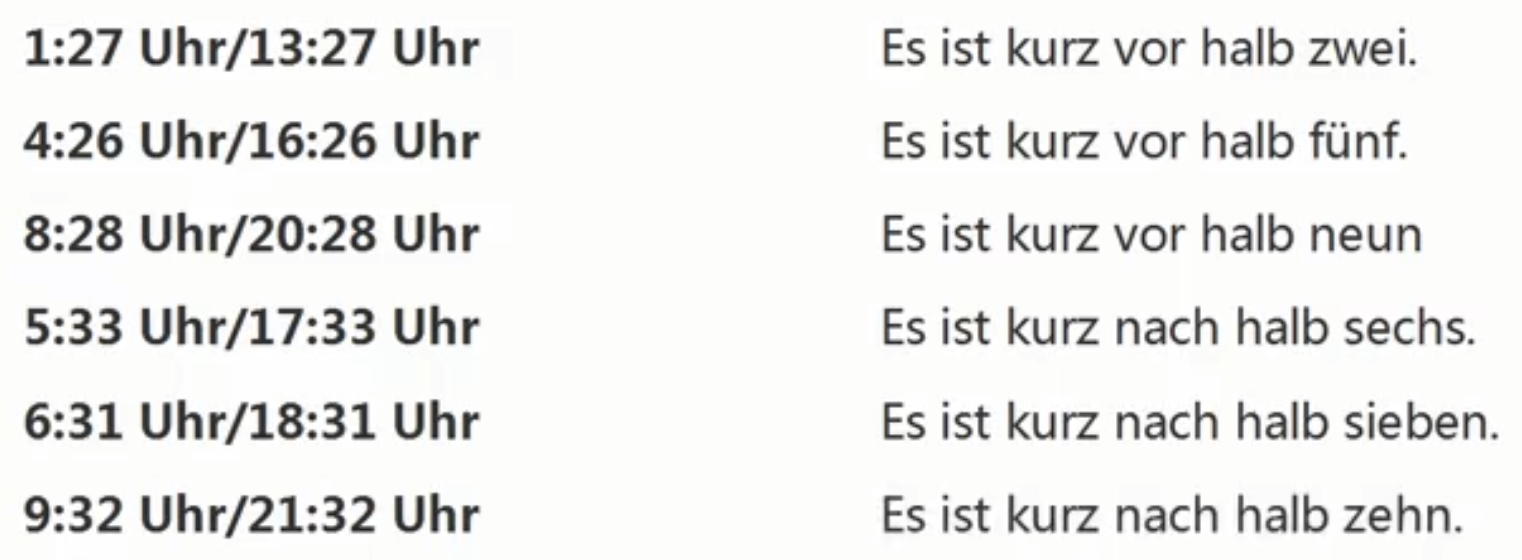 1:27 Uhr/13:27 Uhr Es ist kurz vor halb zwei.
4:26 Uhr/16:26 Uhr Es ist kurz vor halb fünf.
8:28 Uhr/20:28 Uhr Es ist kurz vor halb neun
5:33 Uhr/17:33 Uhr Es ist kurz nach halb sechs.
6:31 Uhr/18:31 Uhr Es ist kurz nach halb sieben.
9:32 Uhr/21:32 Uhr Es ist kurz nach halb zehn.